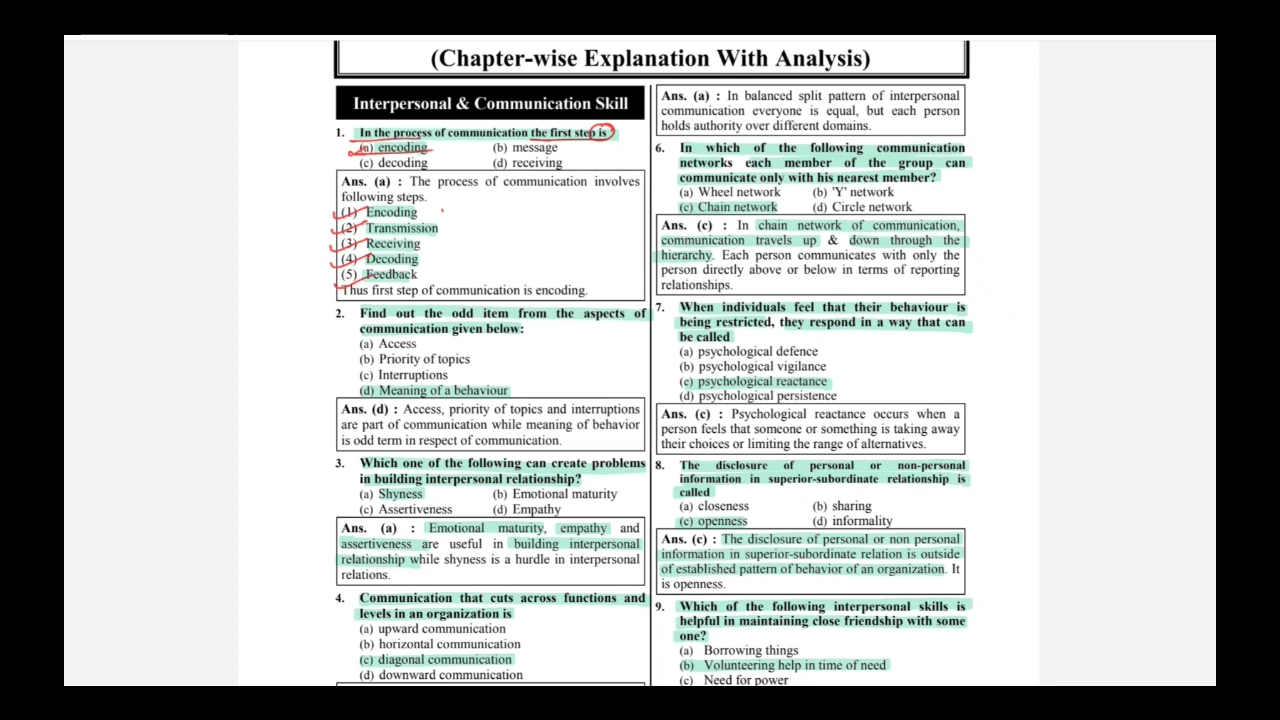 (Chapter-wise Explanation With Analysis)
Interpersonal & Communication Skill
1. In the process of communication the first step is
(a) encoding (b) message
(c) decoding (d) receiving
Ans. (a) : The process of communication involves
following steps.
(1) Encoding
(2) Transmission
(3) Receiving
(4) Decoding
(5) Feedback
Thus first step of communication is encoding.
2. Find out the odd item from the aspects of
communication given below:
(a) Access
(b) Priority of topics
(c) Interruptions
(d) Meaning of a behaviour
Ans. (d) : Access, priority of topics and interruptions
are part of communication while meaning of behavior
is odd term in respect of communication.
3. Which one of the following can create problems
in building interpersonal relationship?
(a) Shyness (b) Emotional maturity
(c) Assertiveness (d) Empathy
Ans. (a) : Emotional maturity, empathy and
assertiveness are useful in building interpersonal
relationship while shyness is a hurdle in interpersonal
relations.
4. Communication that cuts across functions and
levels in an organization is
(a) upward communication
(b) horizontal communication
(c) diagonal communication
(d) downward communication
Ans. (a) : In balanced split pattern of interpersonal
communication everyone is equal, but each person
holds authority over different domains.
6. In which of the following communication
networks each member of the group can
communicate only with his nearest member?
(a) Wheel network (b) 'Y' network
(c) Chain network (d) Circle network
Ans. (c) : In chain network of communication,
communication travels up & down through the
hierarchy. Each person communicates with only the
person directly above or below in terms of reporting
relationships.
7. When individuals feel that their behaviour is
being restricted, they respond in a way that can
be called
(a) psychological defence
(b) psychological vigilance
(c) psychological reactance
(d) psychological persistence
Ans. (c) : Psychological reactance occurs when a
person feels that someone or something is taking away
their choices or limiting the range of alternatives.
8. The disclosure of personal or non-personal
information in superior-subordinate relationship is
called
(a) closeness (b) sharing
(c) openness (d) informality
Ans. (c) : The disclosure of personal or non personal
information in superior-subordinate relation is outside
of established pattern of behavior of an organization. It
is openness.
9. Which of the following interpersonal skills is
helpful in maintaining close friendship with some
one?
(a) Borrowing things
(b) Volunteering help in time of need
(c) Need for power